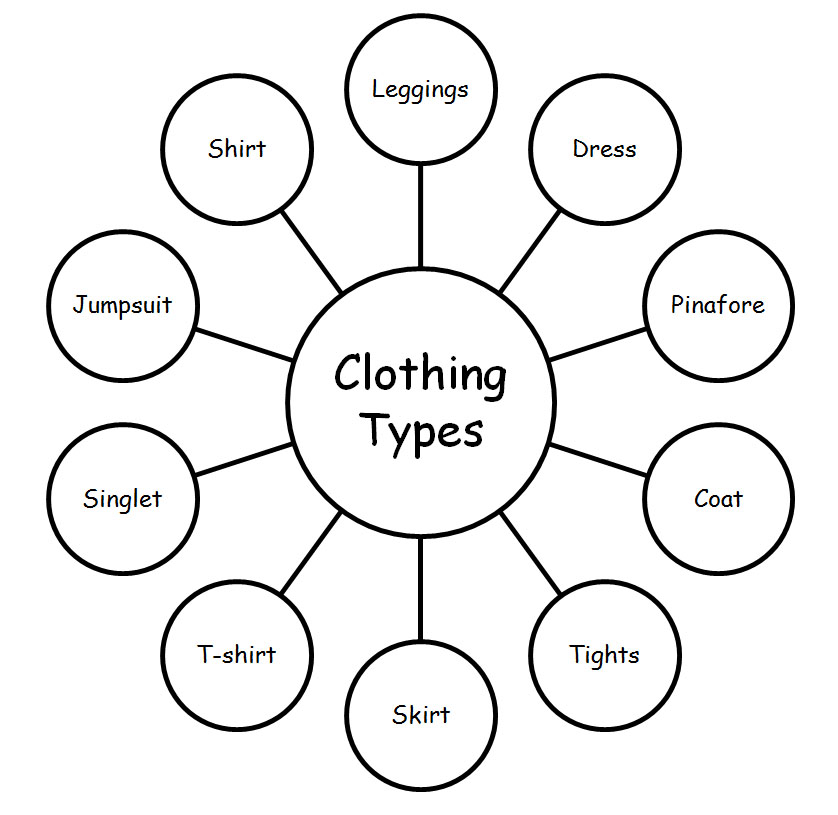 Leggings
Shirt
Dress
Jumpsuit
Pinafore
Clothing
Types
Singlet
Coat
T-shirt
Tights
Skirt